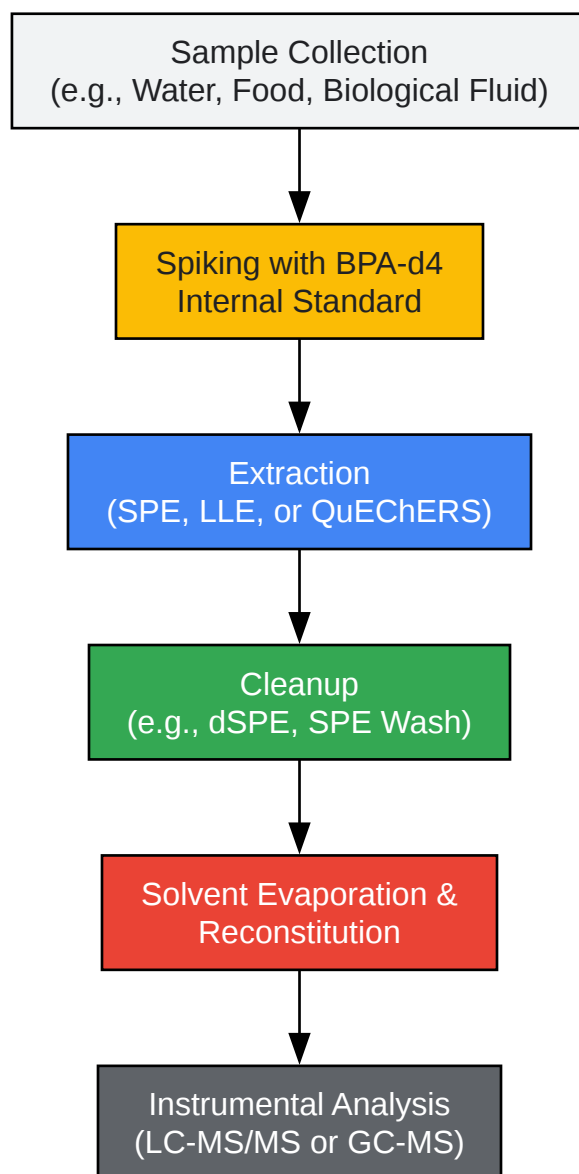 Sample Collection
(e.g., Water, Food, Biological Fluid)
Spiking with BPA-d4
Internal Standard
Extraction
(SPE, LLE, or QuEChERS)
Cleanup
(e.g., dSPE, SPE Wash)
Solvent Evaporation &
Reconstitution
Instrumental Analysis
(LC-MS/MS or GC-MS)